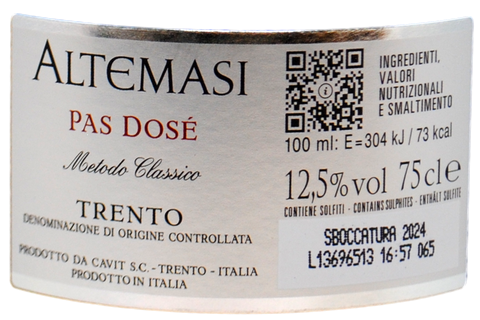 ALTEMASI
PAS DOSÉ
Metodo Classico
TRENTO
DENOMINAZIONE DI ORIGINE CONTROLLATA
PRODOTTO DA CAVIT S.C. - TRENTO - ITALIA
PRODOTTO IN ITALIA
INGREDIENTI,
VALORI
NUTRIZIONALI
E SMALTIMENTO
100 ml: E=304 kJ / 73 kcal
12,5%vol 75cl e
CONTIENE SOLFITI - CONTAINS SULPHITES - ENTHÄLT SULFITE
SBOCCATURA 2024
L13696513 16:57 065